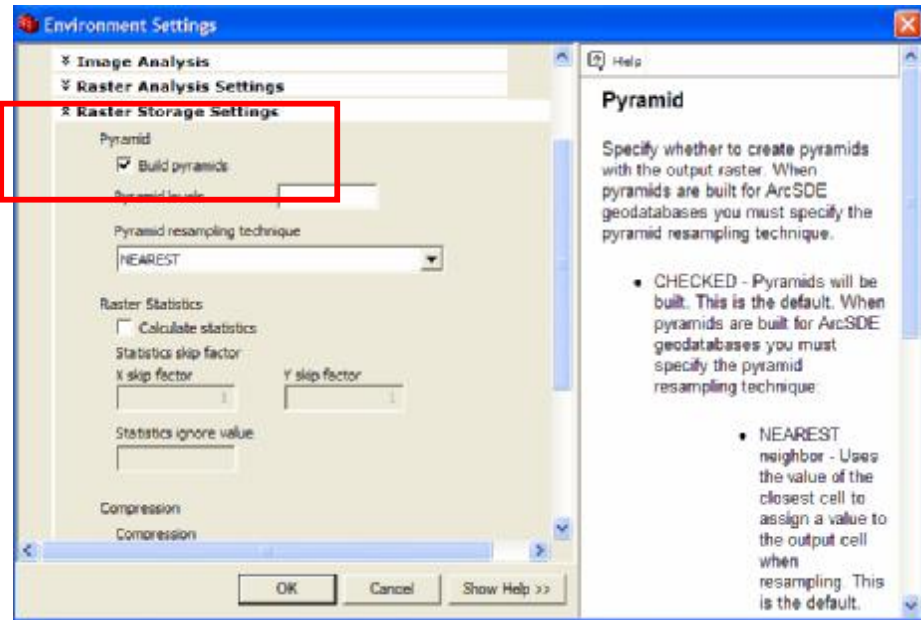 Environment Settings
Image Analysis
Raster Analysis Settings
Raster Storage Settings
Pyramid
Build pyramids
Pyramid levels
Pyramid resampling technique
NEAREST
Raster Statistics
Calculate statistics
Statistics skip factor
X skip factor Y skip factor
1 1
Statistics ignore value
Compression
Compression
OK Cancel Show Help >>
Help
Pyramid
Specify whether to create pyramids
with the output raster. When
pyramids are built for ArcSDE
geodatabases you must specify the
pyramid resampling technique.
• CHECKED - Pyramids will be
built. This is the default. When
pyramids are built for ArcSDE
geodatabases you must
specify the pyramid
resampling technique:
• NEAREST
neighbor - Uses
the value of the
closest cell to
assign a value to
the output cell
when
resampling. This
is the default.